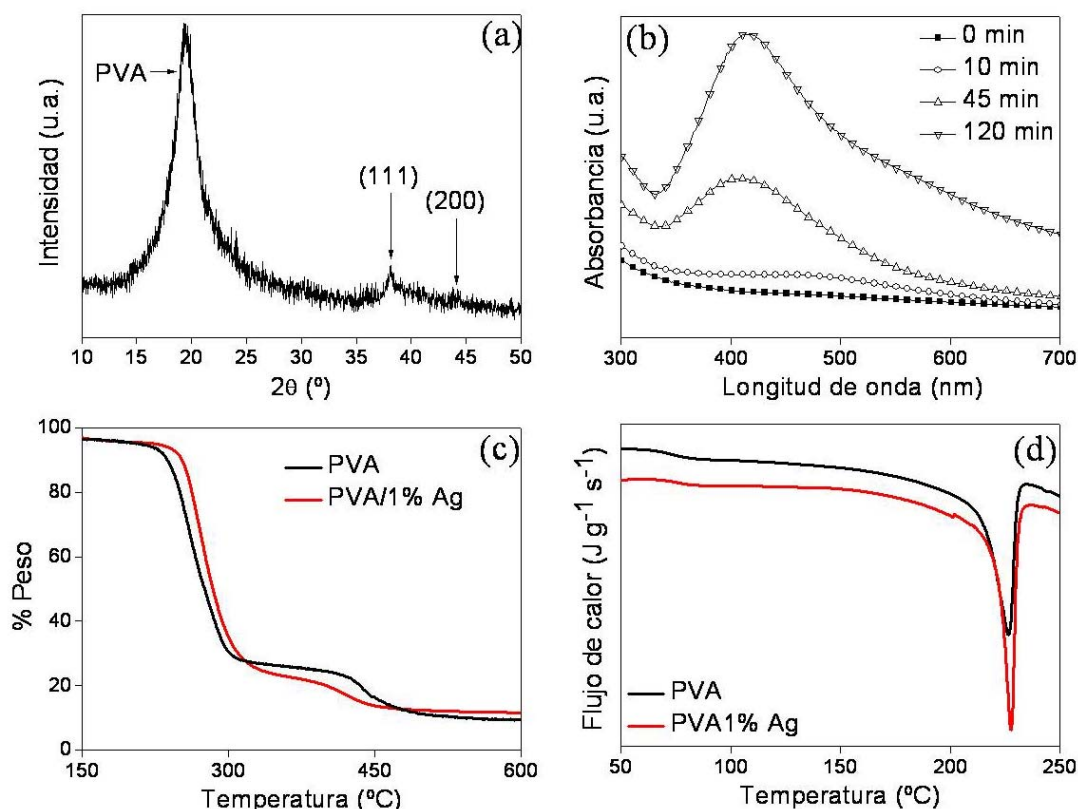 (a)
PVA
(111)
(200)
Intensidad (u.a.)
10 15 20 25 30 35 40 45 50
2θ (º)
(b)
0 min
10 min
45 min
120 min
Absorbancia (u.a.)
300 400 500 600 700
Longitud de onda (nm)
(c)
PVA
PVA/1% Ag
% Peso
100
80
60
40
20
0
150 300 450 600
Temperatura (ºC)
(d)
PVA
PVA1% Ag
Flujo de calor (J g⁻¹ s⁻¹)
50 100 150 200 250
Temperatura (ºC)